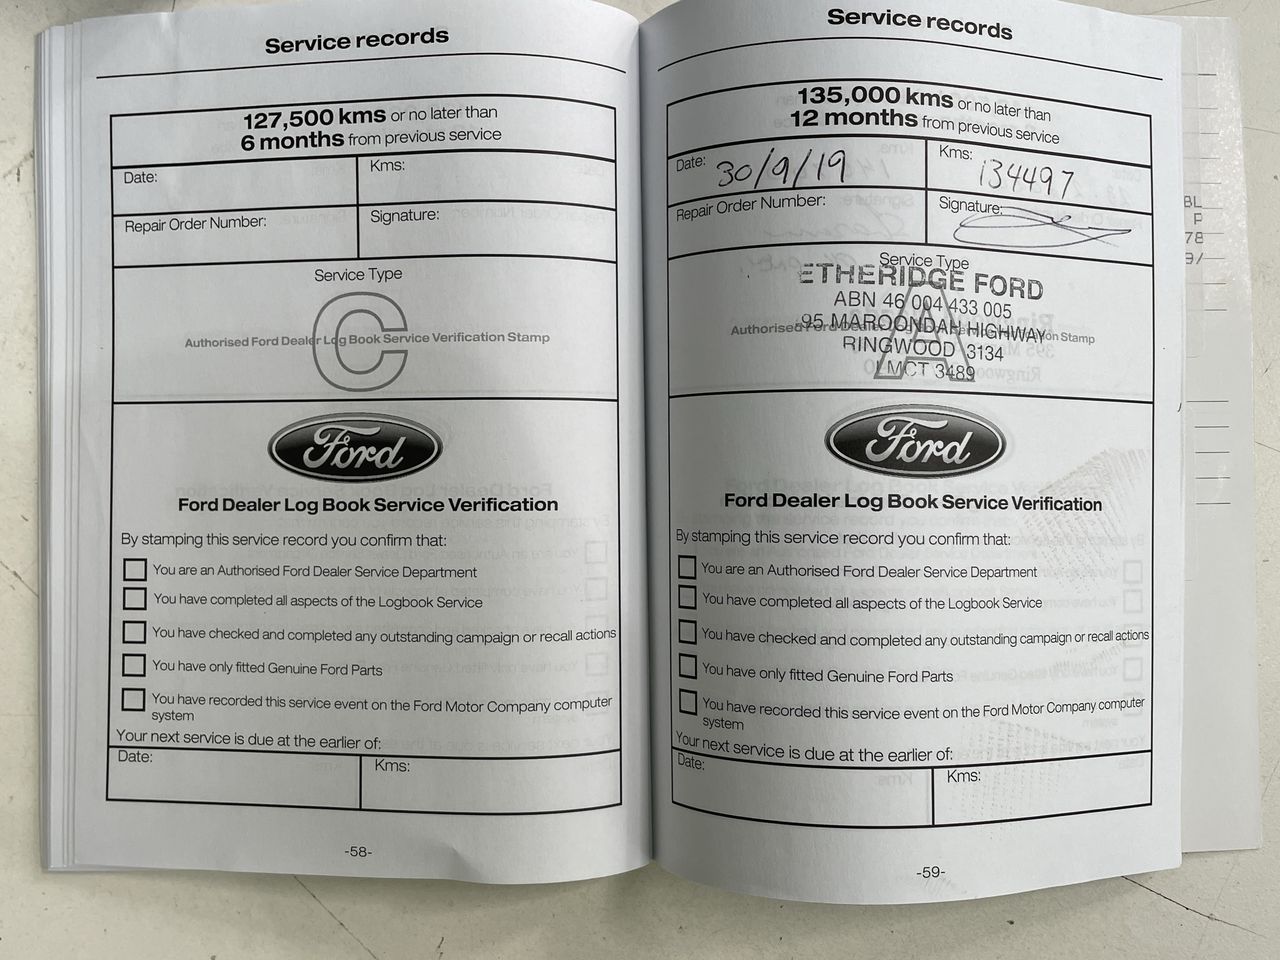 Service records
127,500 kms or no later than
6 months from previous service
Date:
Kms:
Repair Order Number:
Signature:
Service Type
C
Authorised Ford Dealer Log Book Service Verification Stamp
Ford
Ford Dealer Log Book Service Verification
By stamping this service record you confirm that:
You are an Authorised Ford Dealer Service Department
You have completed all aspects of the Logbook Service
You have checked and completed any outstanding campaign or recall actions
You have only fitted Genuine Ford Parts
You have recorded this service event on the Ford Motor Company computer
system
Your next service is due at the earlier of:
Date:
Kms:
-58-
Service records
135,000 kms or no later than
12 months from previous service
Date: 30/9/19
Kms: 134497
Repair Order Number:
Signature:
Service Type
A
ETHERIDGE FORD
ABN 46 004 433 005
95 MAROONDAH HIGHWAY
RINGWOOD 3134
LMCT 3489
Authorised Ford Dealer Log Book Service Verification Stamp
Ford
Ford Dealer Log Book Service Verification
By stamping this service record you confirm that:
You are an Authorised Ford Dealer Service Department
You have completed all aspects of the Logbook Service
You have checked and completed any outstanding campaign or recall actions
You have only fitted Genuine Ford Parts
You have recorded this service event on the Ford Motor Company computer
system
Your next service is due at the earlier of:
Date:
Kms:
-59-
BL
P
78
9/